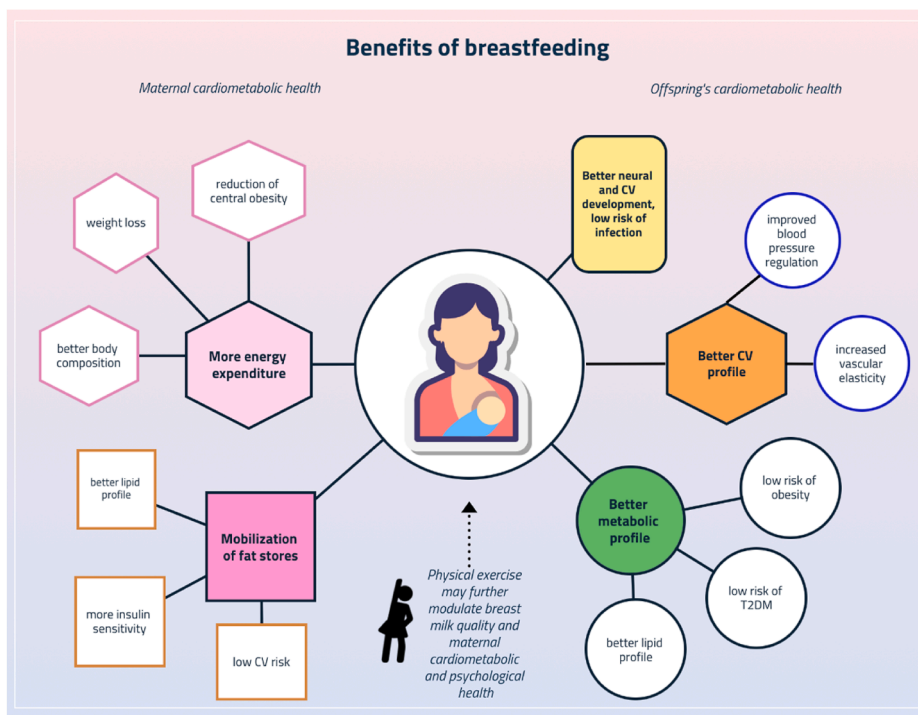 Benefits of breastfeeding
Maternal cardiometabolic health
Offspring's cardiometabolic health
reduction of
central obesity
weight loss
better body
composition
More energy
expenditure
better lipid
profile
more insulin
sensitivity
low CV risk
Mobilization
of fat stores
Better neural
and CV
development,
low risk of
infection
improved
blood
pressure
regulation
increased
vascular
elasticity
Better CV
profile
Better
metabolic
profile
low risk of
obesity
low risk of
T2DM
better lipid
profile
Physical exercise
may further
modulate breast
milk quality and
maternal
cardiometabolic
and psychological
health